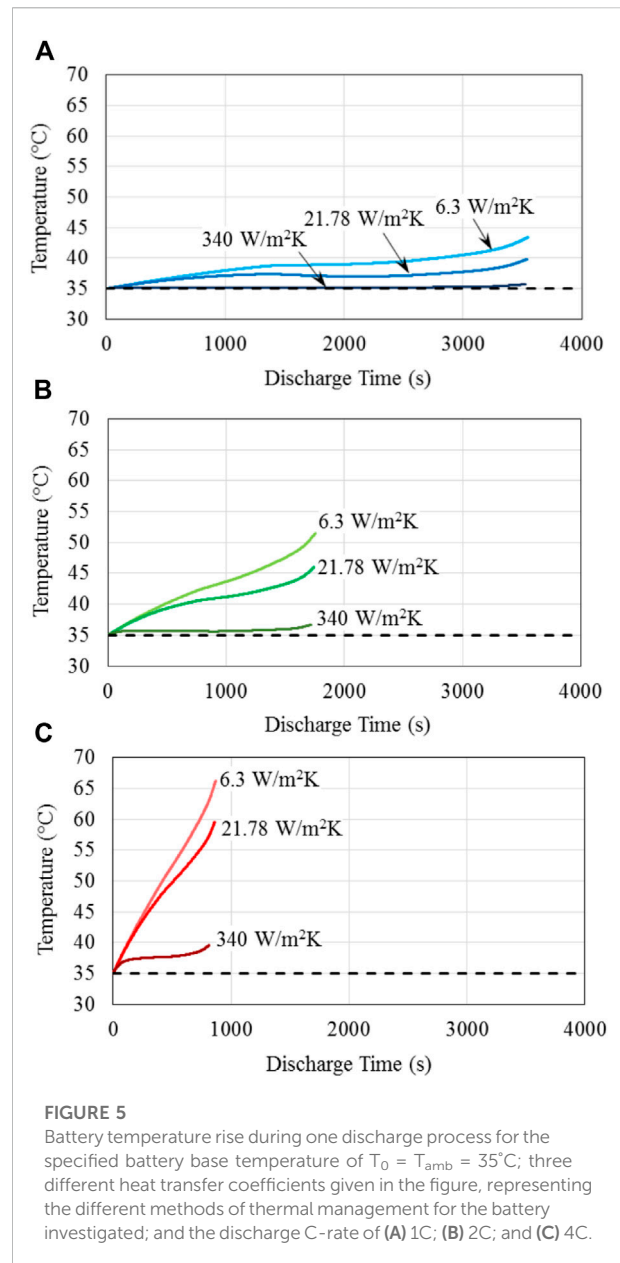 A
70
65
60
55
50
45
40
35
30
Temperature (°C)
6.3 W/m²K
21.78 W/m²K
340 W/m²K
0 1000 2000 3000 4000
Discharge Time (s)
B
70
65
60
55
50
45
40
35
30
Temperature (°C)
6.3 W/m²K
21.78 W/m²K
340 W/m²K
0 1000 2000 3000 4000
Discharge Time (s)
C
70
65
60
55
50
45
40
35
30
Temperature (°C)
6.3 W/m²K
21.78 W/m²K
340 W/m²K
0 1000 2000 3000 4000
Discharge Time (s)
FIGURE 5
Battery temperature rise during one discharge process for the
specified battery base temperature of T₀ = Tamb = 35°C; three
different heat transfer coefficients given in the figure, representing
the different methods of thermal management for the battery
investigated; and the discharge C-rate of (A) 1C; (B) 2C; and (C) 4C.